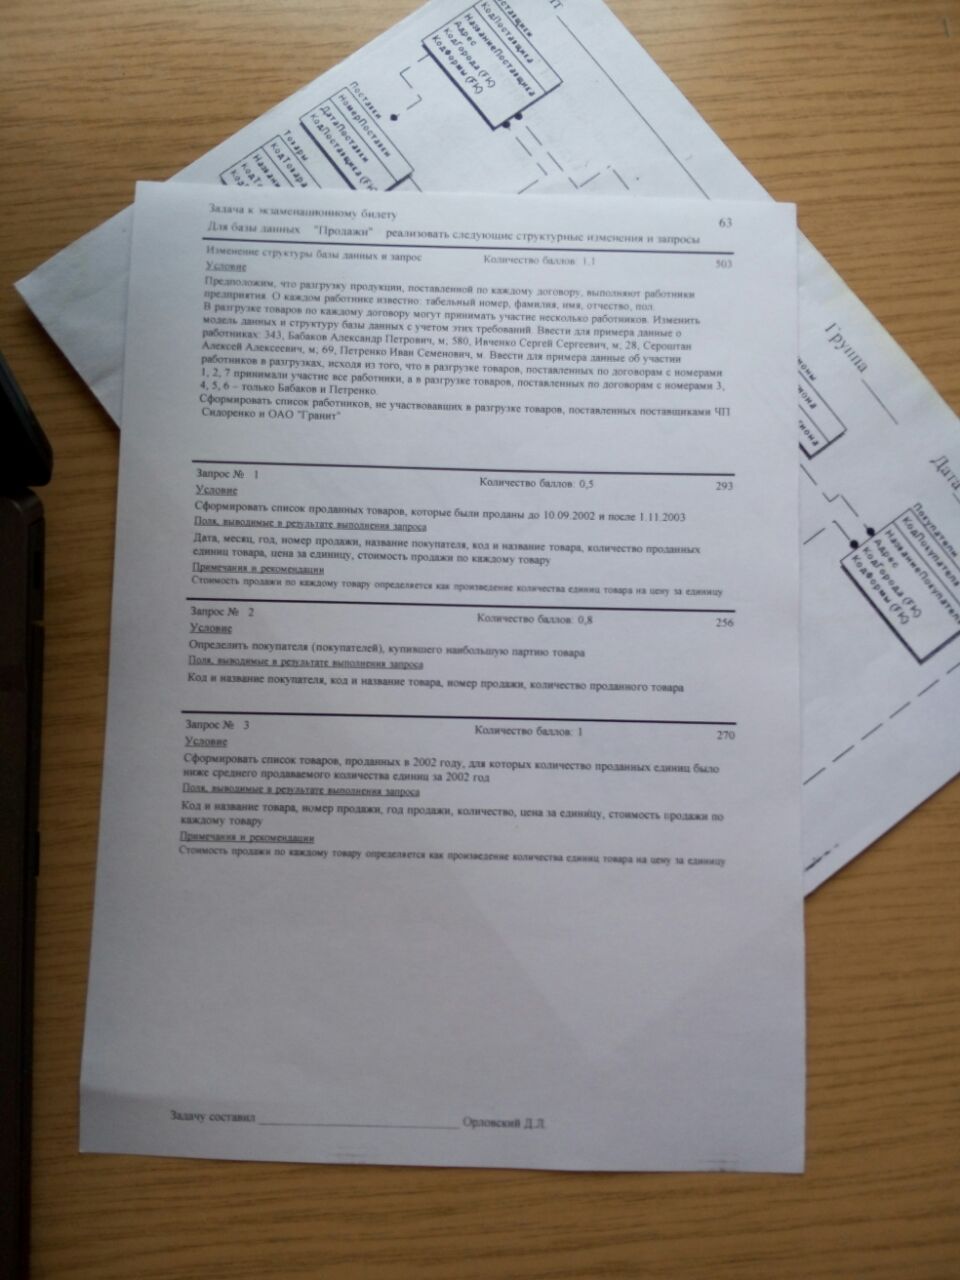 КодПоставщика
НазваниеПоставщика
Адрес
КодГорода (FK)
КодФормы (FK)
Поставки
НомерПоставки
ДатаПоставки
КодПоставщика (FK)
Товары
КодТовара
Группа
Дата
Покупатели
КодПокупателя
НазваниеПокупателя
Адрес
КодГорода (FK)
КодФормы (FK)
Задача к экзаменационному билету 63
Для базы данных "Продажи" реализовать следующие структурные изменения и запросы
Изменение структуры базы данных и запрос Количество баллов: 1.1 503
Условие
Предположим, что разгрузку продукции, поставленной по каждому договору, выполняют работники
предприятия. О каждом работнике известно: табельный номер, фамилия, имя, отчество, пол.
В разгрузке товаров по каждому договору могут принимать участие несколько работников. Изменить
модель данных и структуру базы данных с учетом этих требований. Ввести для примера данные о
работниках: 343, Бабаков Александр Петрович, м; 580, Ивченко Сергей Сергеевич, м, 28, Сероштан
Алексей Алексеевич, м, 69, Петренко Иван Семенович, м. Ввести для примера данные об участии
работников в разгрузках, исходя из того, что в разгрузке товаров, поставленных по договорам с номерами
1, 2, 7 принимали участие все работники, а в разгрузке товаров, поставленных по договорам с номерами 3,
4, 5, 6 – только Бабаков и Петренко.
Сформировать список работников, не участвовавших в разгрузке товаров, поставленных поставщиками ЧП
Сидоренко и ОАО "Гранит"
Запрос № 1 Количество баллов: 0,5 293
Условие
Сформировать список проданных товаров, которые были проданы до 10.09.2002 и после 1.11.2003
Поля, выводимые в результате выполнения запроса
Дата, месяц, год, номер продажи, название покупателя, код и название товара, количество проданных
единиц товара, цена за единицу, стоимость продажи по каждому товару
Примечания и рекомендации
Стоимость продажи по каждому товару определяется как произведение количества единиц товара на цену за единицу
Запрос № 2 Количество баллов: 0,8 256
Условие
Определить покупателя (покупателей), купившего наибольшую партию товара
Поля, выводимые в результате выполнения запроса
Код и название покупателя, код и название товара, номер продажи, количество проданного товара
Запрос № 3 Количество баллов: 1 270
Условие
Сформировать список товаров, проданных в 2002 году, для которых количество проданных единиц было
ниже среднего продаваемого количества единиц за 2002 год
Поля, выводимые в результате выполнения запроса
Код и название товара, номер продажи, год продажи, количество, цена за единицу, стоимость продажи по
каждому товару
Примечания и рекомендации
Стоимость продажи по каждому товару определяется как произведение количества единиц товара на цену за единицу
Задачу составил Орловский Д.Л.